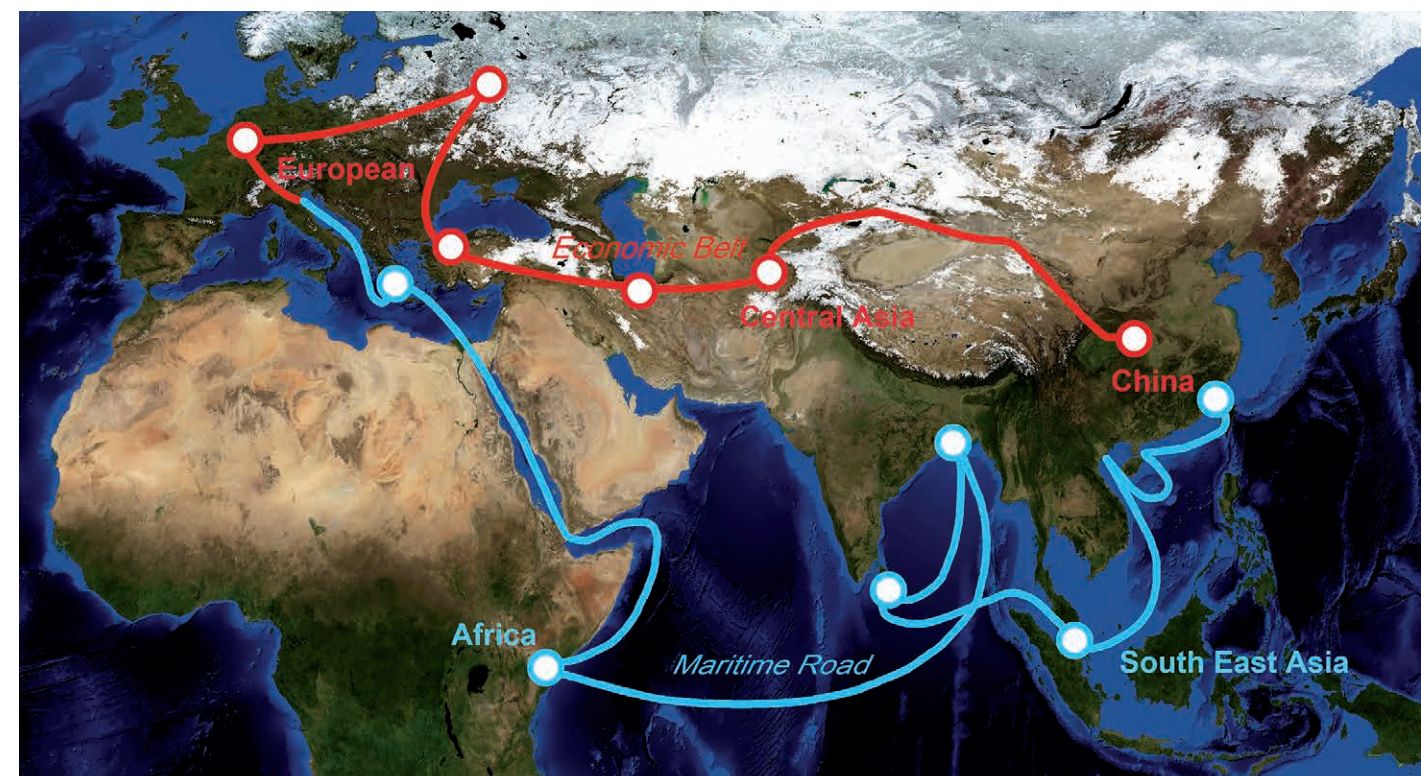 European
Economic Belt
Central Asia
China
Africa
Maritime Road
South East Asia